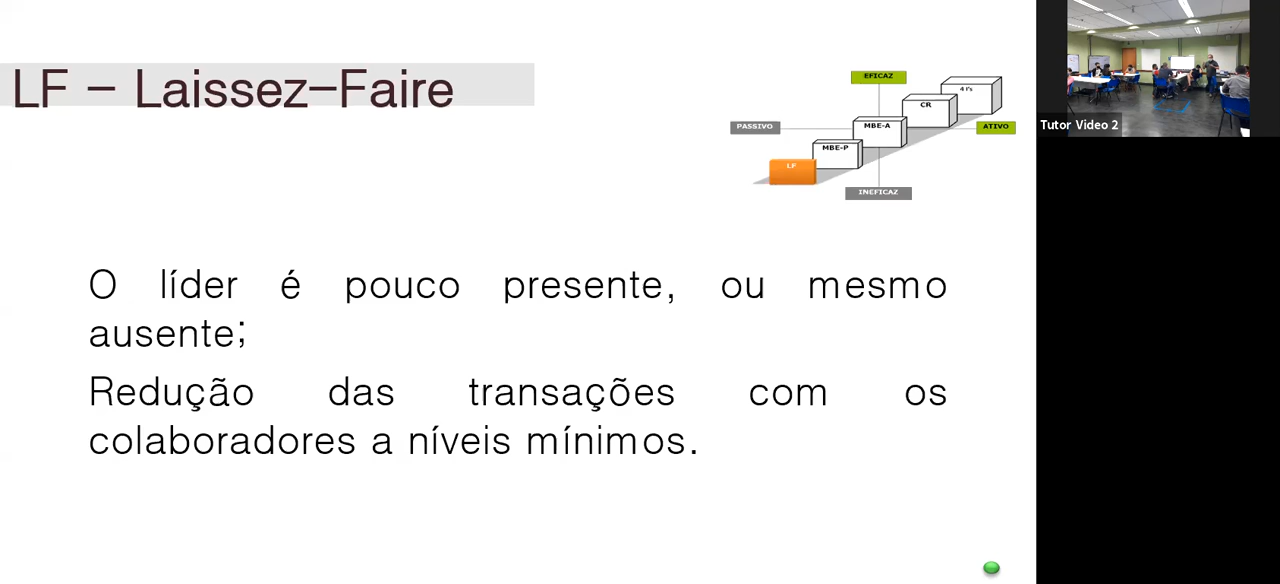 LF – Laissez–Faire
EFICAZ
4 I's
CR
PASSIVO
MBE-A
ATIVO
MBE-P
LF
INEFICAZ
Tutor Video 2
O líder é pouco presente, ou mesmo
ausente;
Redução das transações com os
colaboradores a níveis mínimos.